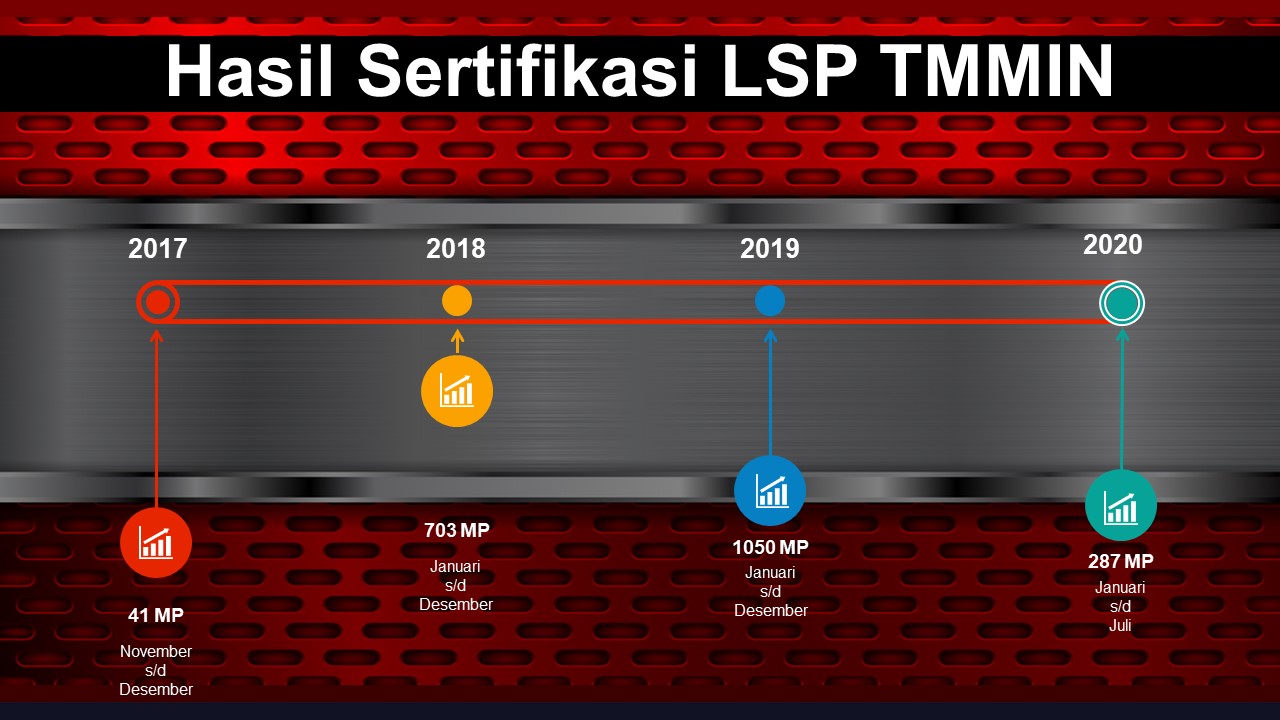 Hasil Sertifikasi LSP TMMIN
2017
2018
2019
2020
41 MP
November
s/d
Desember
703 MP
Januari
s/d
Desember
1050 MP
Januari
s/d
Desember
287 MP
Januari
s/d
Juli